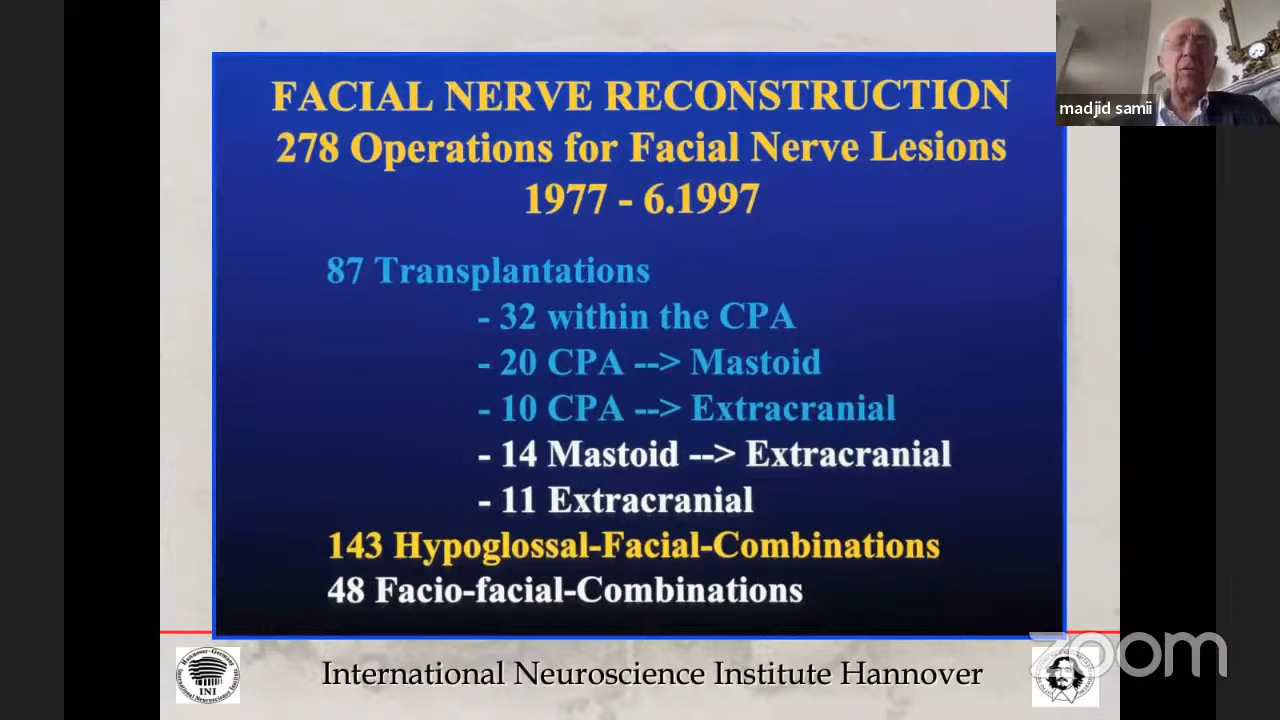 FACIAL NERVE RECONSTRUCTION
278 Operations for Facial Nerve Lesions
1977 - 6.1997
87 Transplantations
- 32 within the CPA
- 20 CPA --> Mastoid
- 10 CPA --> Extracranial
- 14 Mastoid --> Extracranial
- 11 Extracranial
143 Hypoglossal-Facial-Combinations
48 Facio-facial-Combinations
madjid samii
International Neuroscience Institute Hannover
INI
zoom